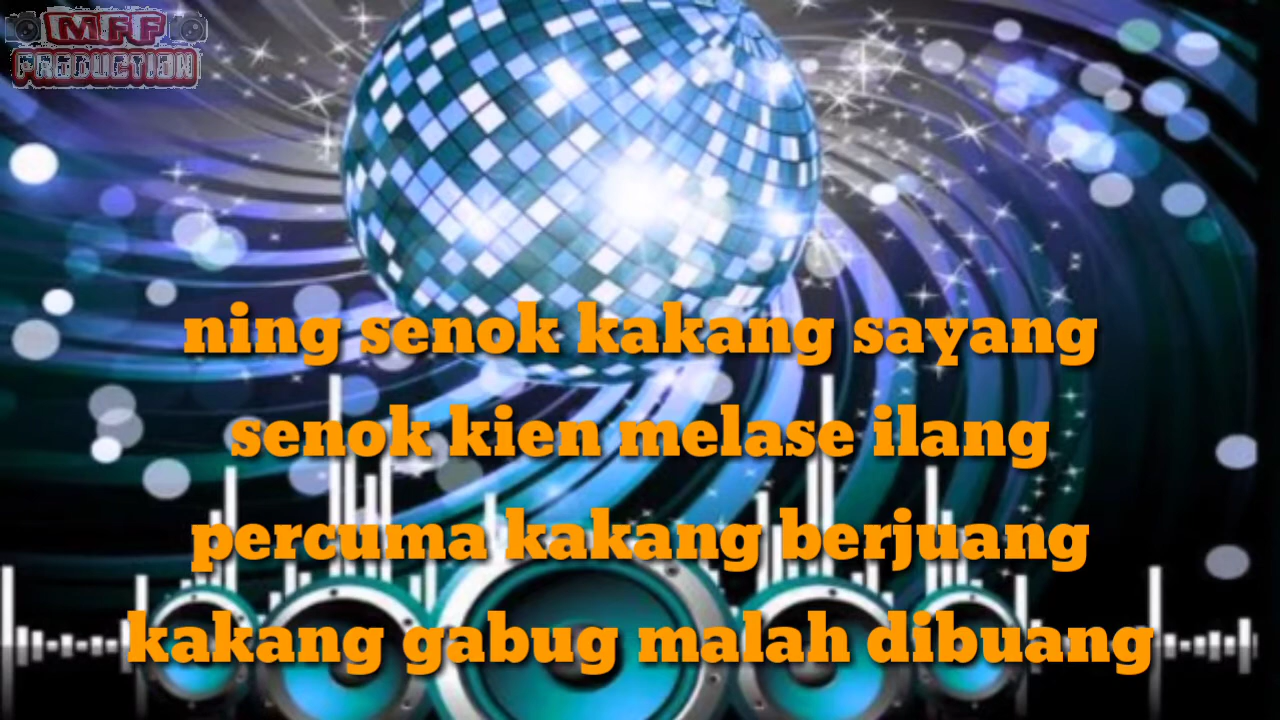 MFF
PRODUCTION
ning senok kakang sayang
senok kien melase ilang
percuma kakang berjuang
kakang gabug malah dibuang